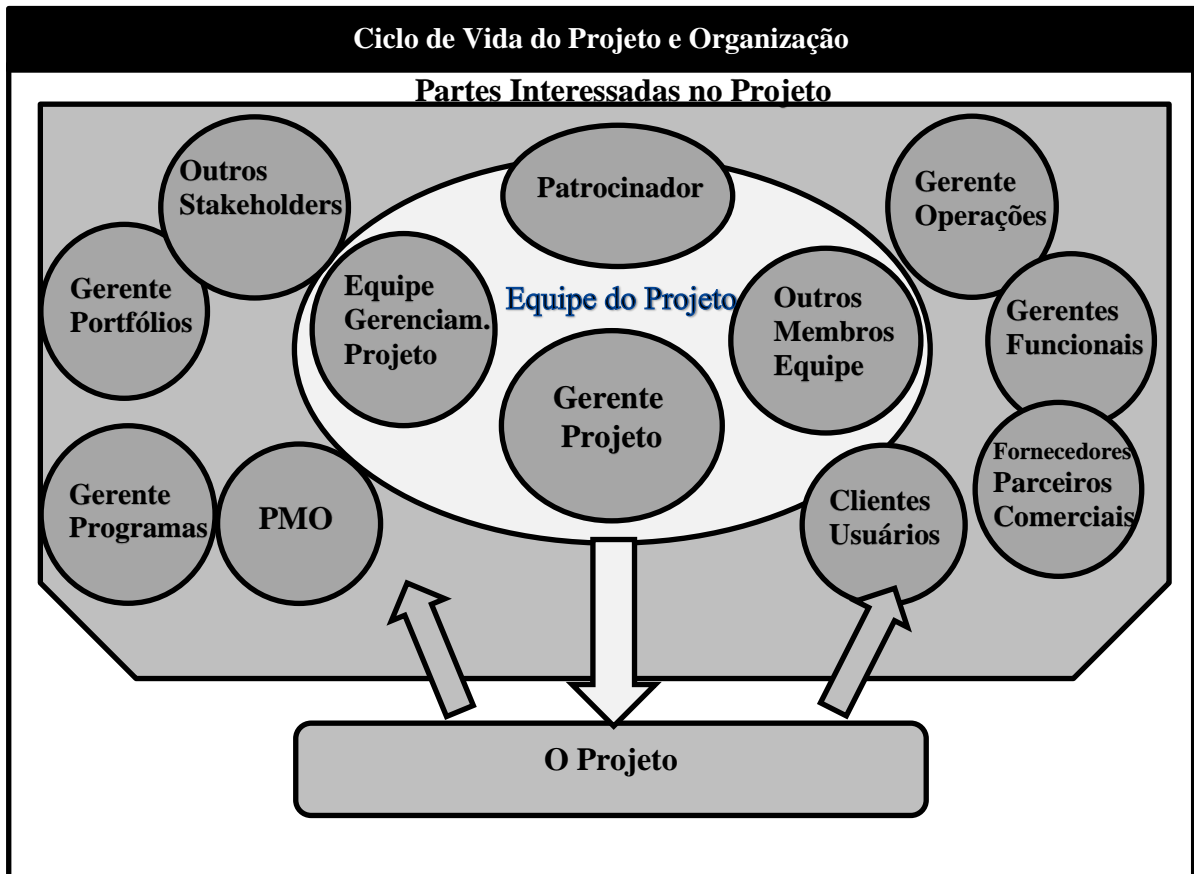 Ciclo de Vida do Projeto e Organização
Partes Interessadas no Projeto
Outros
Stakeholders
Patrocinador
Gerente
Operações
Gerente
Portfólios
Equipe
Gerenciam.
Projeto
Equipe do Projeto
Outros
Membros
Equipe
Gerentes
Funcionais
Gerente
Projeto
Gerente
Programas
PMO
Clientes
Usuários
Fornecedores
Parceiros
Comerciais
O Projeto